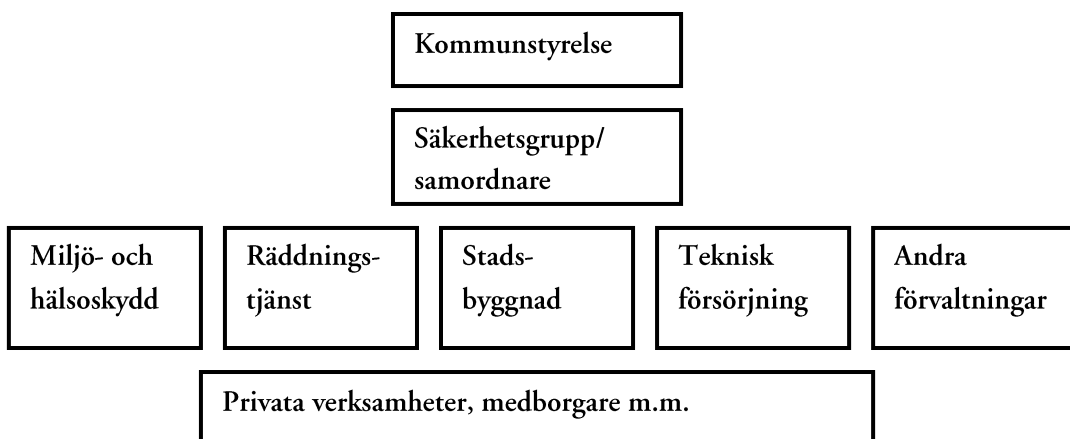 Kommunstyrelse
Säkerhetsgrupp/
samordnare
Miljö- och
hälsoskydd
Räddnings-
tjänst
Stads-
byggnad
Teknisk
försörjning
Andra
förvaltningar
Privata verksamheter, medborgare m.m.